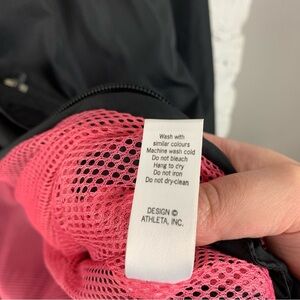 Wash with
similar colours
Machine wash cold
Do not bleach
Hang to dry
Do not iron
Do not dry-clean
DESIGN ©
ATHLETA, INC.